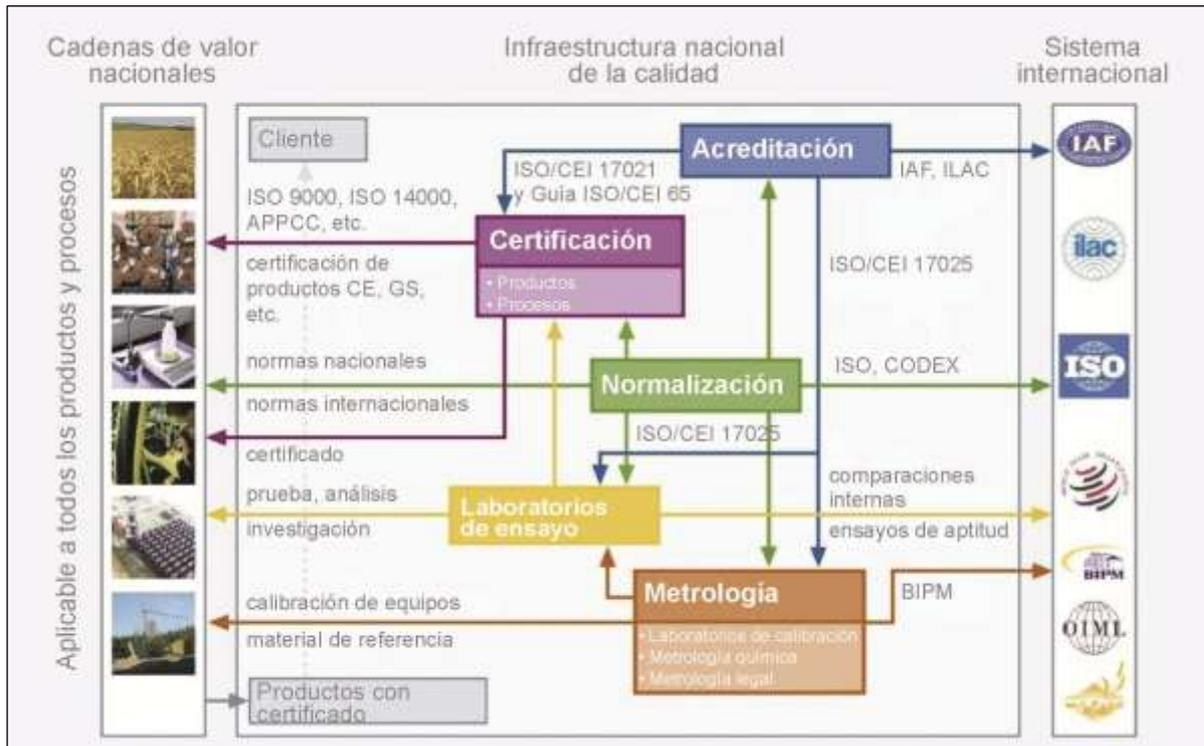 Cadenas de valor
nacionales
Infraestructura nacional
de la calidad
Sistema
internacional
Aplicable a todos los productos y procesos
Cliente
ISO 9000, ISO 14000,
APPCC, etc.
certificación de
productos CE, GS,
etc.
ISO/CEI 17021
y Guia ISO/CEI 65
Acreditación
IAF, ILAC
IAF
Certificación
• Productos
• Procesos
ISO/CEI 17025
ilac
normas nacionales
normas internacionales
Normalización
ISO, CODEX
ISO
ISO/CEI 17025
certificado
prueba, análisis
investigación
Laboratorios
de ensayo
comparaciones
internas
ensayos de aptitud
calibración de equipos
material de referencia
Metrología
• Laboratorios de calibración
• Metrología química
• Metrología legal
BIPM
BIPM
OIML
Productos con
certificado